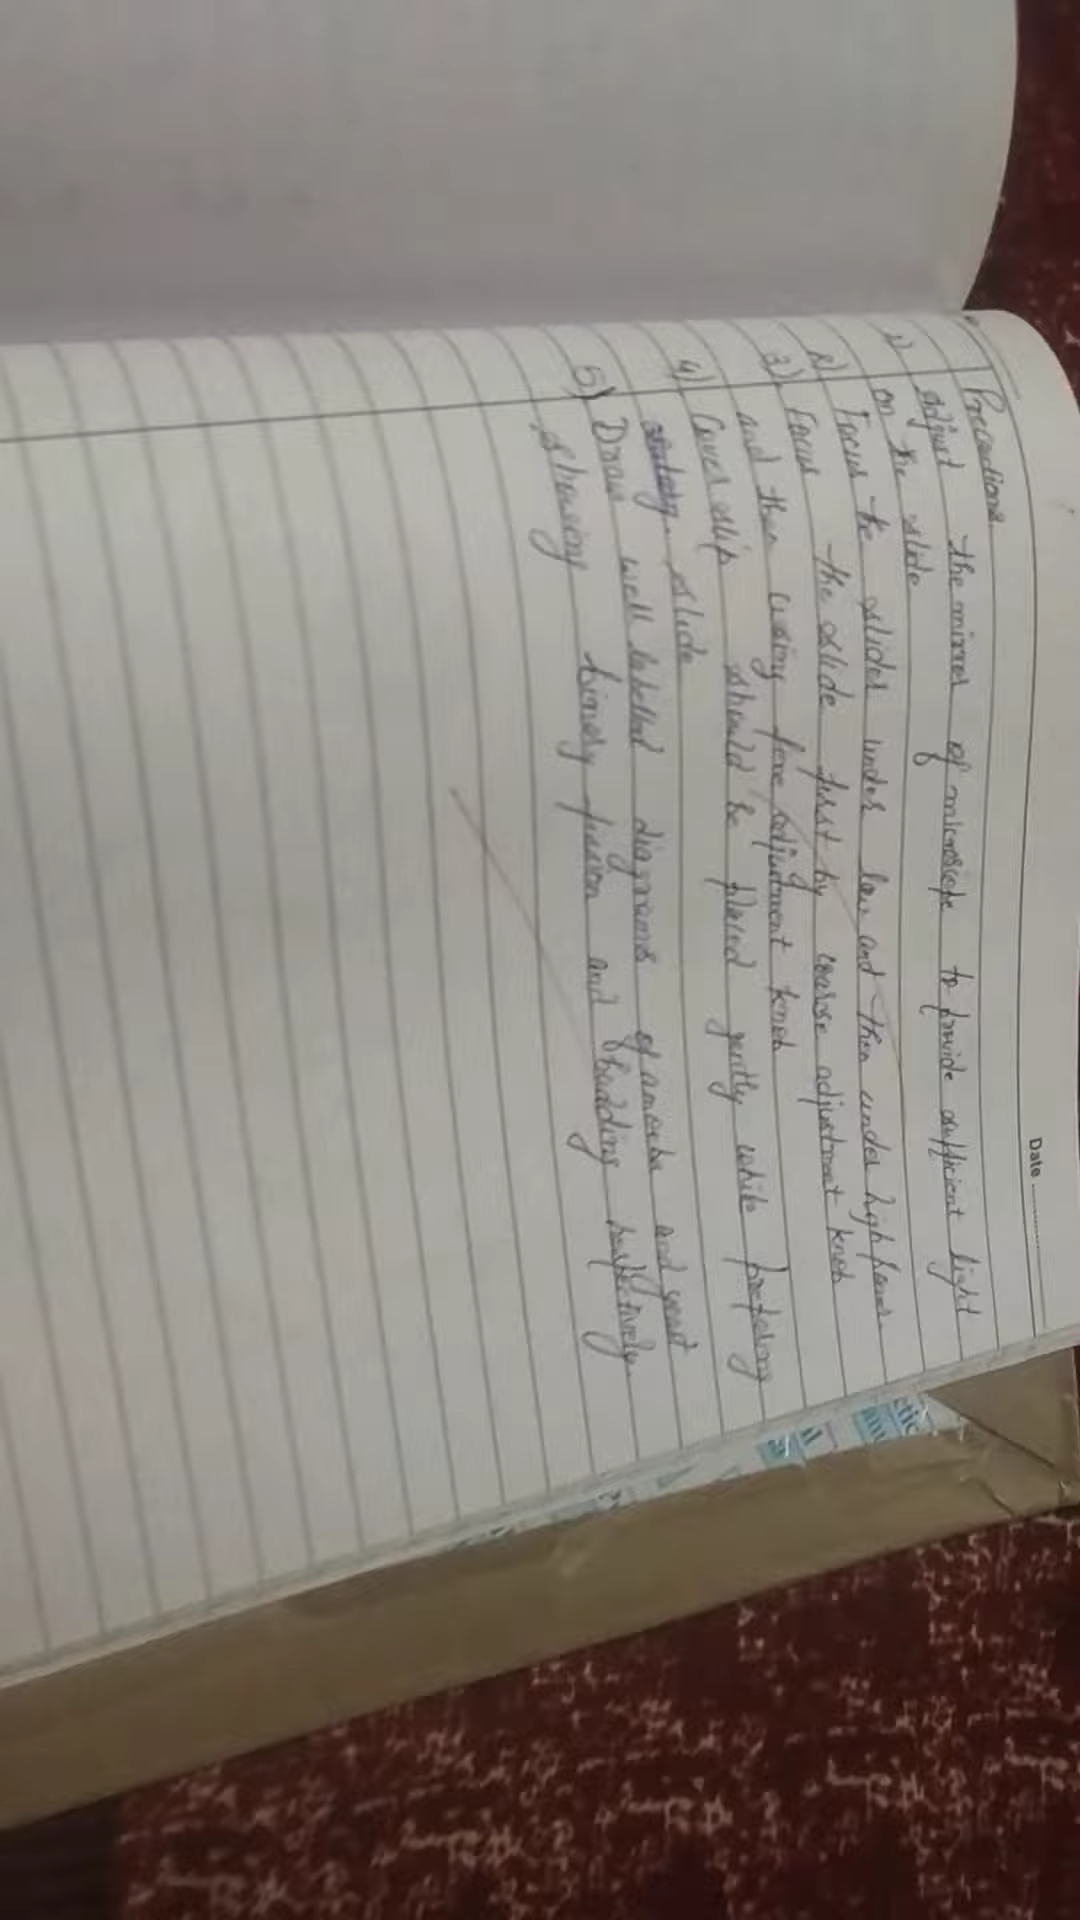 Date
Precautions
1) adjust the mirror of microscope to provide sufficient light
on the slide
2) Focus the slides under low and then under high power
3) Focus the slide first by coarse adjustment knob
and then using fine adjustment knob
4) Cover slip should be placed gently while preparing
slide
5) Draw well labelled diagrams of amoeba and yeast
showing binary fission and budding respectively.